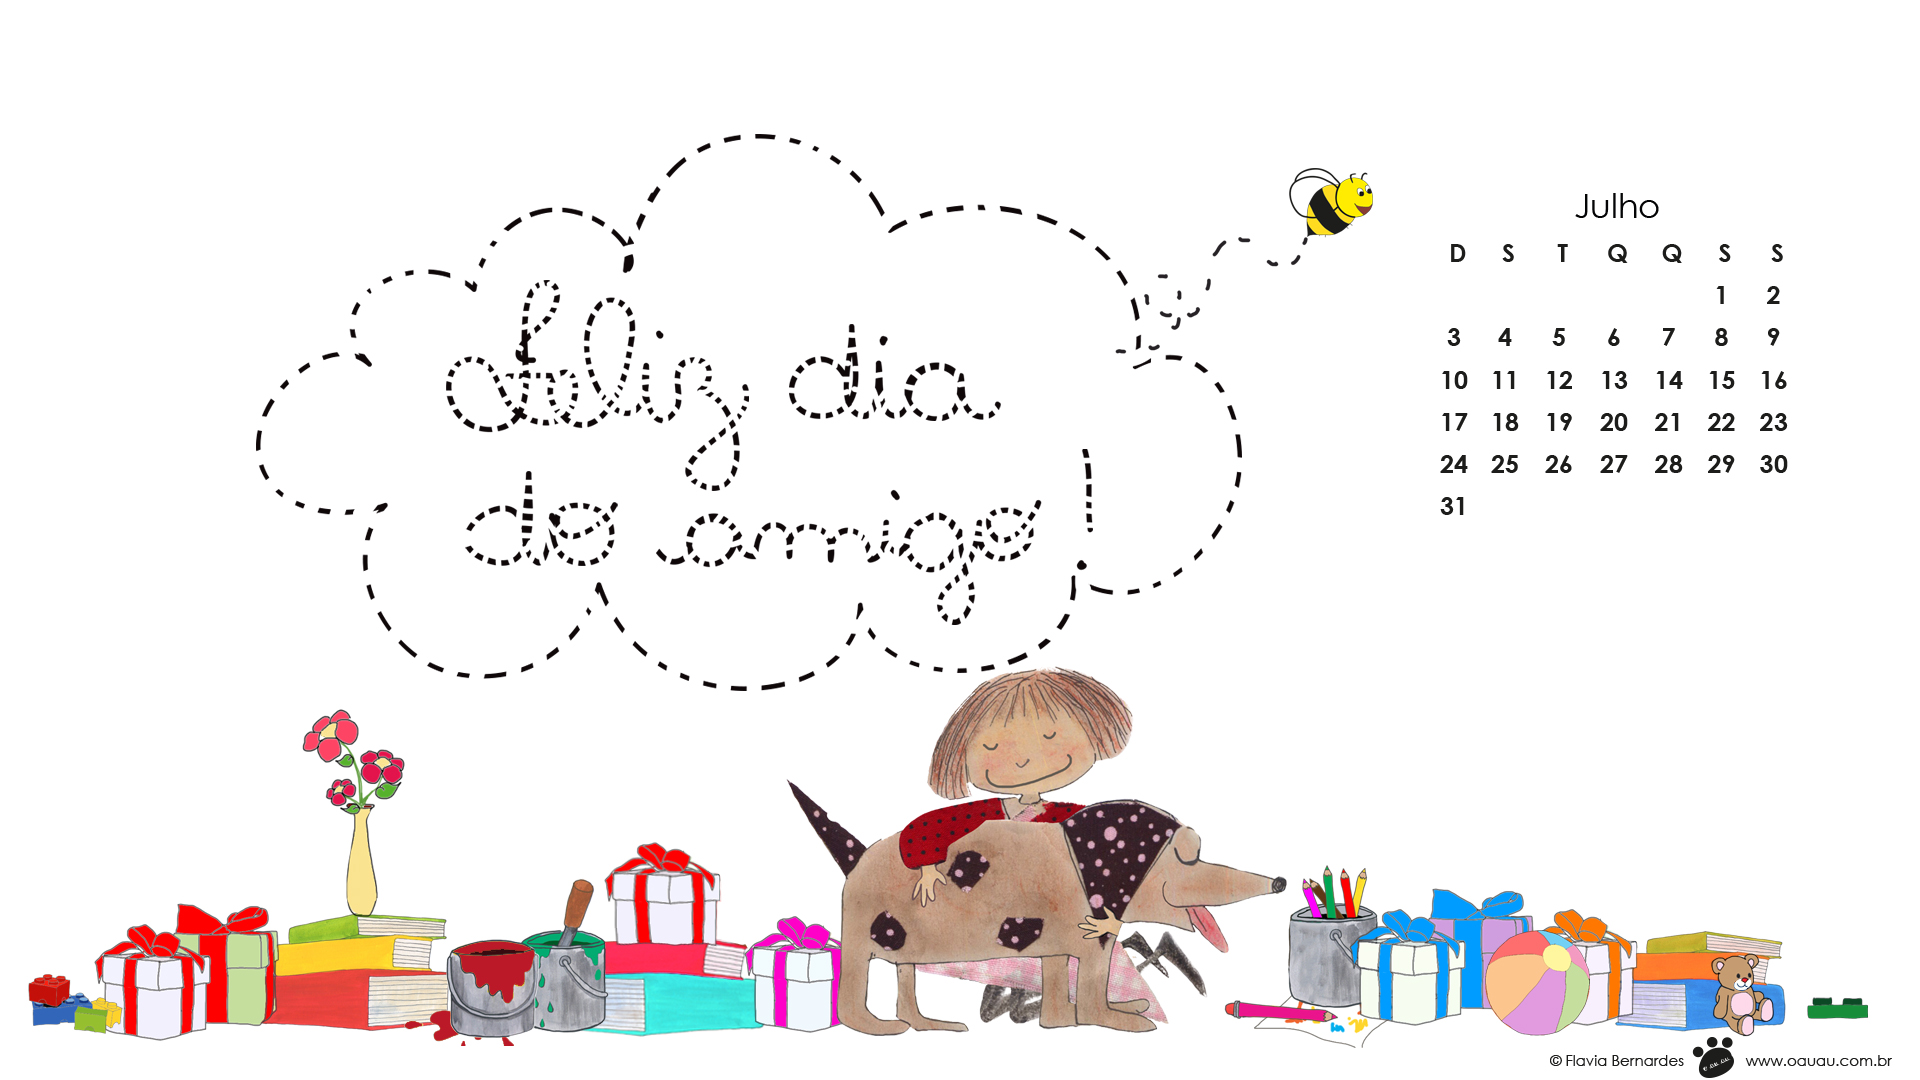 feliz dia
do amigo!
Julho
D S T Q Q S S
1 2
3 4 5 6 7 8 9
10 11 12 13 14 15 16
17 18 19 20 21 22 23
24 25 26 27 28 29 30
31
© Flavia Bernardes www.oauau.com.br